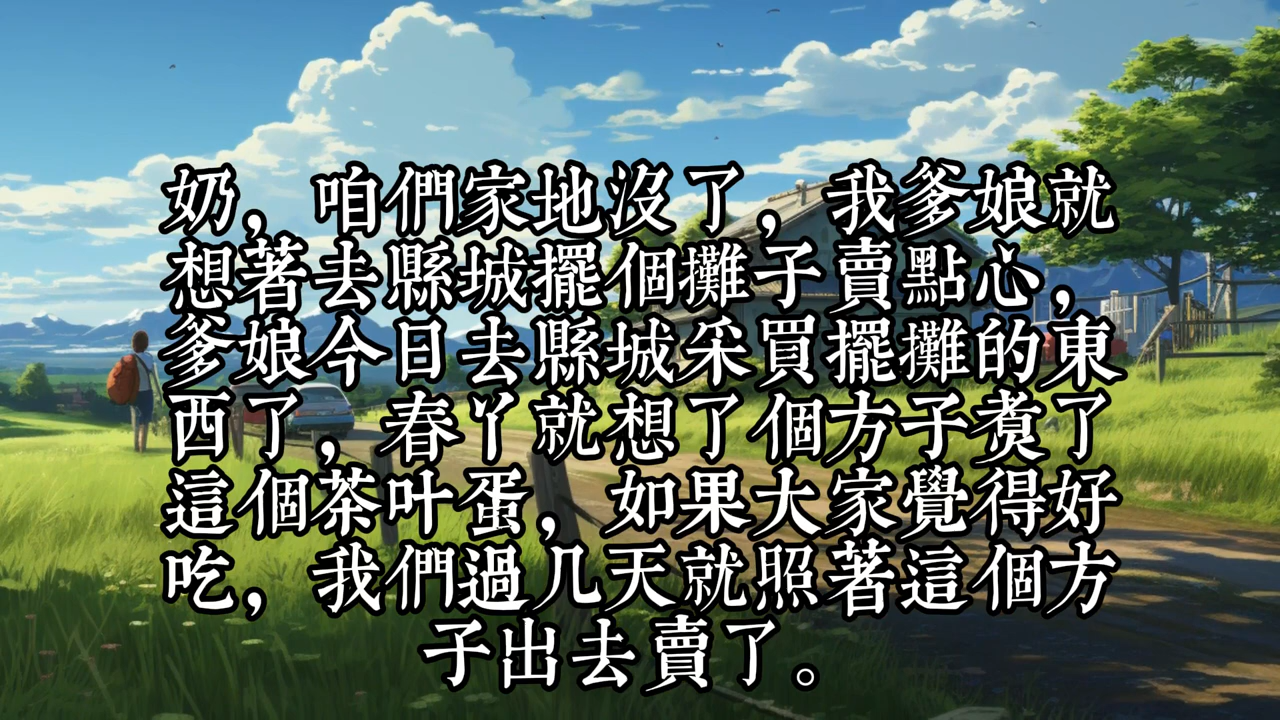 奶，咱們家地沒了，我爹娘就
想著去縣城擺個攤子賣點心，
爹娘今日去縣城采買擺攤的東
西了，春丫就想了個方子煮了
這個茶叶蛋，如果大家覺得好
吃，我們過几天就照著這個方
子出去賣了。